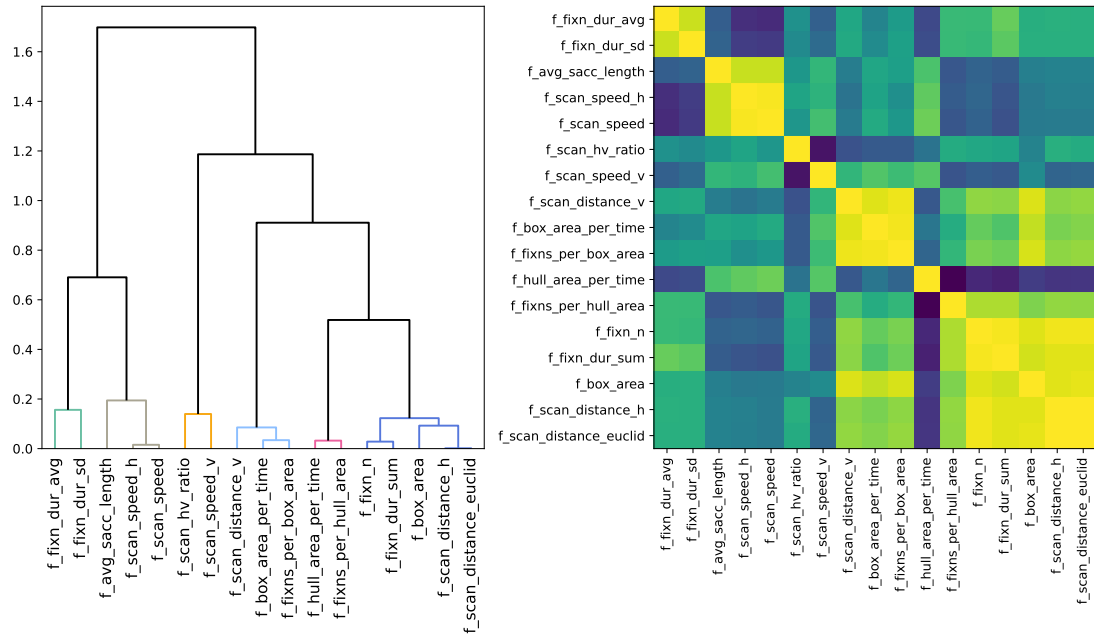 1.6
1.4
1.2
1.0
0.8
0.6
0.4
0.2
0.0
f_fixn_dur_avg
f_fixn_dur_sd
f_avg_sacc_length
f_scan_speed_h
f_scan_speed
f_scan_hv_ratio
f_scan_speed_v
f_scan_distance_v
f_box_area_per_time
f_fixns_per_box_area
f_hull_area_per_time
f_fixns_per_hull_area
f_fixn_n
f_fixn_dur_sum
f_box_area
f_scan_distance_h
f_scan_distance_euclid
f_fixn_dur_avg
f_fixn_dur_sd
f_avg_sacc_length
f_scan_speed_h
f_scan_speed
f_scan_hv_ratio
f_scan_speed_v
f_scan_distance_v
f_box_area_per_time
f_fixns_per_box_area
f_hull_area_per_time
f_fixns_per_hull_area
f_fixn_n
f_fixn_dur_sum
f_box_area
f_scan_distance_h
f_scan_distance_euclid
f_fixn_dur_avg
f_fixn_dur_sd
f_avg_sacc_length
f_scan_speed_h
f_scan_speed
f_scan_hv_ratio
f_scan_speed_v
f_scan_distance_v
f_box_area_per_time
f_fixns_per_box_area
f_hull_area_per_time
f_fixns_per_hull_area
f_fixn_n
f_fixn_dur_sum
f_box_area
f_scan_distance_h
f_scan_distance_euclid